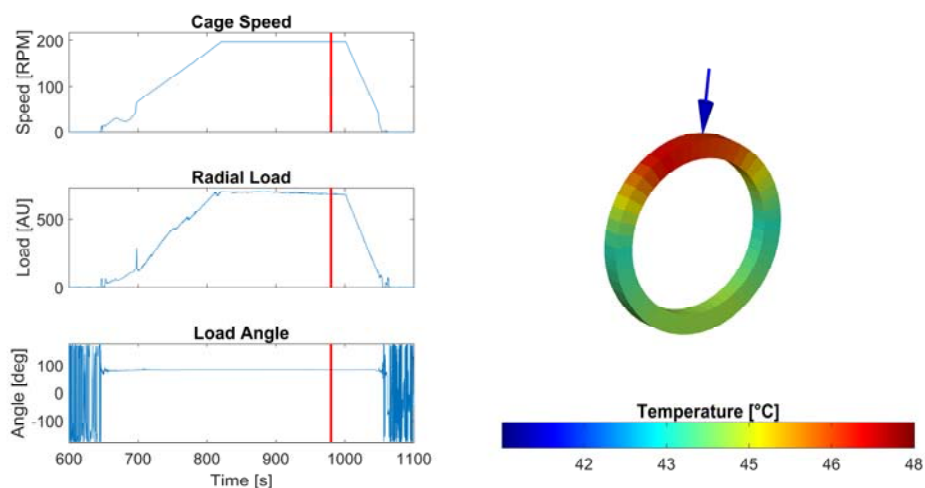 Cage Speed
Speed [RPM]
200
100
0
Radial Load
Load [AU]
500
0
Load Angle
Angle [deg]
100
0
-100
600 700 800 900 1000 1100
Time [s]
Temperature [°C]
42 43 45 46 48